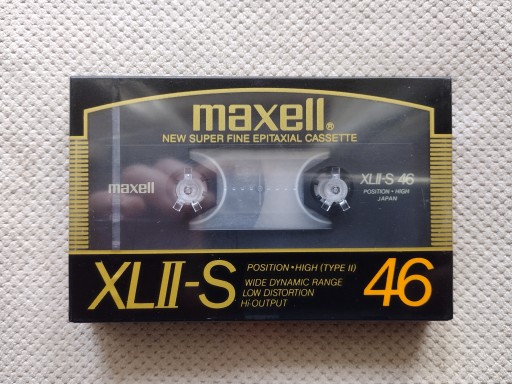 maxell®
NEW SUPER FINE EPITAXIAL CASSETTE
maxell
XLII-S 46
POSITION•HIGH
JAPAN
XLII-S
POSITION•HIGH (TYPE II)
WIDE DYNAMIC RANGE
LOW DISTORTION
Hi OUTPUT
46